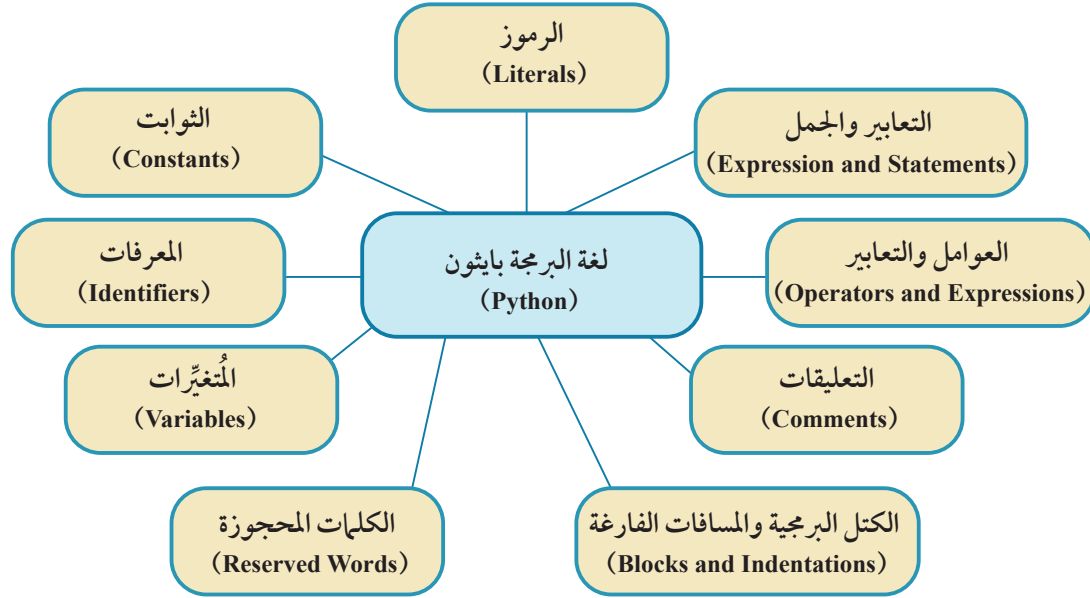 الرموز
(Literals)
التعابير والجمل
(Expression and Statements)
الثوابت
(Constants)
لغة البرمجة بايثون
(Python)
العوامل والتعابير
(Operators and Expressions)
المعرفات
(Identifiers)
التعليقات
(Comments)
المُتغيِّرات
(Variables)
الكتل البرمجية والمسافات الفارغة
(Blocks and Indentations)
الكلمات المحجوزة
(Reserved Words)